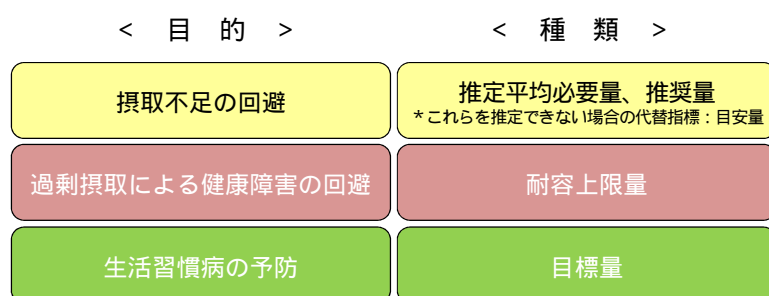 < 目 的 >
< 種 類 >
摂取不足の回避
推定平均必要量、推奨量
*これらを推定できない場合の代替指標:目安量
過剰摂取による健康障害の回避
耐容上限量
生活習慣病の予防
目標量